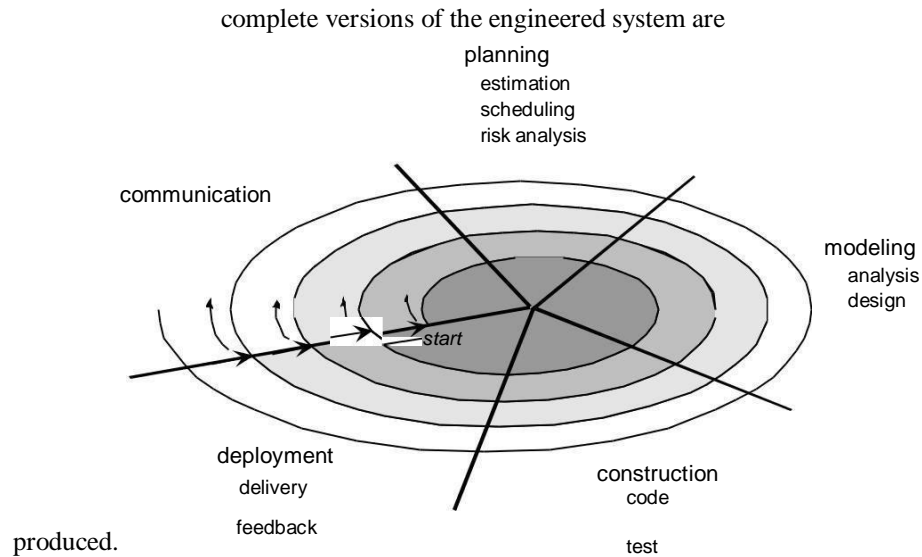 complete versions of the engineered system are
planning
estimation
scheduling
risk analysis
communication
modeling
analysis
design
start
deployment
delivery
feedback
construction
code
test
produced.